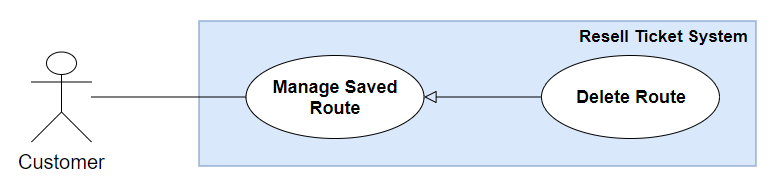 Resell Ticket System
Manage Saved
Route
Delete Route
Customer